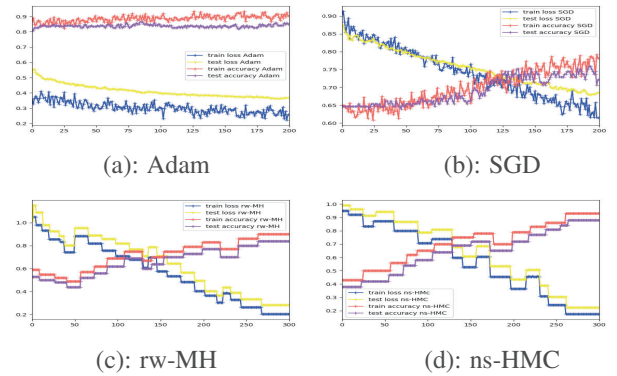 0.9
0.8
0.7
0.6
0.5
0.4
0.3
0.2
train loss Adam
test loss Adam
train accuracy Adam
test accuracy Adam
0 25 50 75 100 125 150 175 200
(a): Adam
0.90
0.85
0.80
0.75
0.70
0.65
0.60
train loss SGD
test loss SGD
train accuracy SGD
test accuracy SGD
0 25 50 75 100 125 150 175 200
(b): SGD
1.0
0.8
0.6
0.4
0.2
train loss rw-MH
test loss rw-MH
train accuracy rw-MH
test accuracy rw-MH
0 50 100 150 200 250 300
(c): rw-MH
1.0
0.9
0.8
0.7
0.6
0.5
0.4
0.3
0.2
train loss ns-HMc
test loss ns-HMC
train accuracy ns-HMC
test accuracy ns-HMC
0 50 100 150 200 250 300
(d): ns-HMC